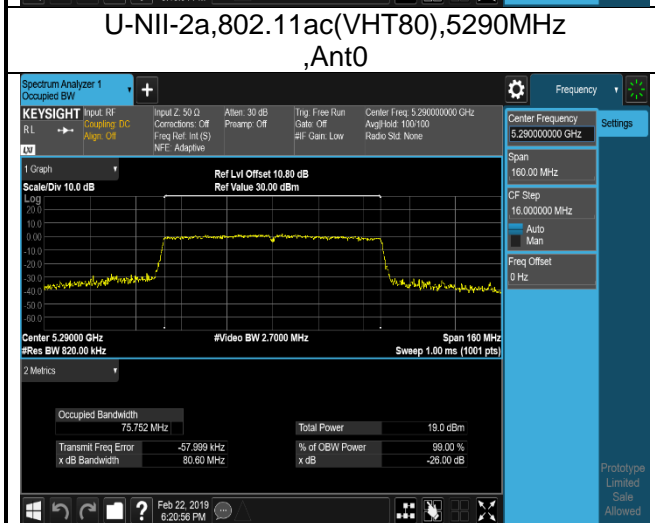 U-NII-2a,802.11ac(VHT80),5290MHz
,Ant0
Spectrum Analyzer 1
Occupied BW
Frequency
KEYSIGHT Input: RF
RL
Coupling: DC
Align: Off
LXI
Input Z: 50 Ω
Corrections: Off
Freq Ref: Int (S)
NFE: Adaptive
Atten: 30 dB
Preamp: Off
Trig: Free Run
Gate: Off
#IF Gain: Low
Center Freq: 5.290000000 GHz
Avg|Hold: 100/100
Radio Std: None
Center Frequency
5.290000000 GHz
Settings
Span
160.00 MHz
CF Step
16.000000 MHz
Auto
Man
Freq Offset
0 Hz
1 Graph
Scale/Div 10.0 dB
Ref Lvl Offset 10.80 dB
Ref Value 30.00 dBm
Log
20.0
10.0
0.00
-10.0
-20.0
-30.0
-40.0
-50.0
-60.0
Center 5.29000 GHz
#Res BW 820.00 kHz
#Video BW 2.7000 MHz
Span 160 MHz
Sweep 1.00 ms (1001 pts)
2 Metrics
Occupied Bandwidth
75.752 MHz
Total Power 19.0 dBm
Transmit Freq Error -57.999 kHz
% of OBW Power 99.00 %
x dB Bandwidth 80.60 MHz
x dB -26.00 dB
Prototype
Limited
Sale
Allowed
?
Feb 22, 2019
6:20:56 PM